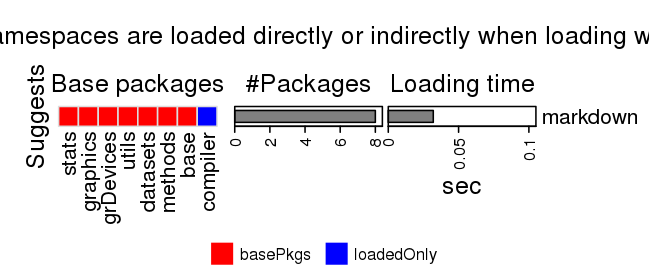 amespaces are loaded directly or indirectly when loading w
Base packages #Packages Loading time
Suggests
markdown
stats
graphics
grDevices
utils
datasets
methods
base
compiler
0 2 4 6 8
0 0.05 0.1
sec
basePkgs loadedOnly